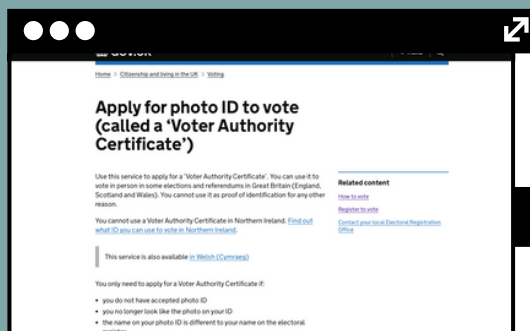 GOV.UK
Home > Citizenship and living in the UK > Voting
Apply for photo ID to vote
(called a ‘Voter Authority
Certificate’)
Use this service to apply for a ‘Voter Authority Certificate’. You can use it to
vote in person in some elections and referendums in Great Britain (England,
Scotland and Wales). You cannot use it as proof of identification for any other
reason.
You cannot use a Voter Authority Certificate in Northern Ireland. Find out
what ID you can use to vote in Northern Ireland.
This service is also available in Welsh (Cymraeg)
You only need to apply for a Voter Authority Certificate if:
• you do not have accepted photo ID
• you no longer look like the photo on your ID
• the name on your photo ID is different to your name on the electoral
register
Related content
How to vote
Register to vote
Contact your local Electoral Registration
Office